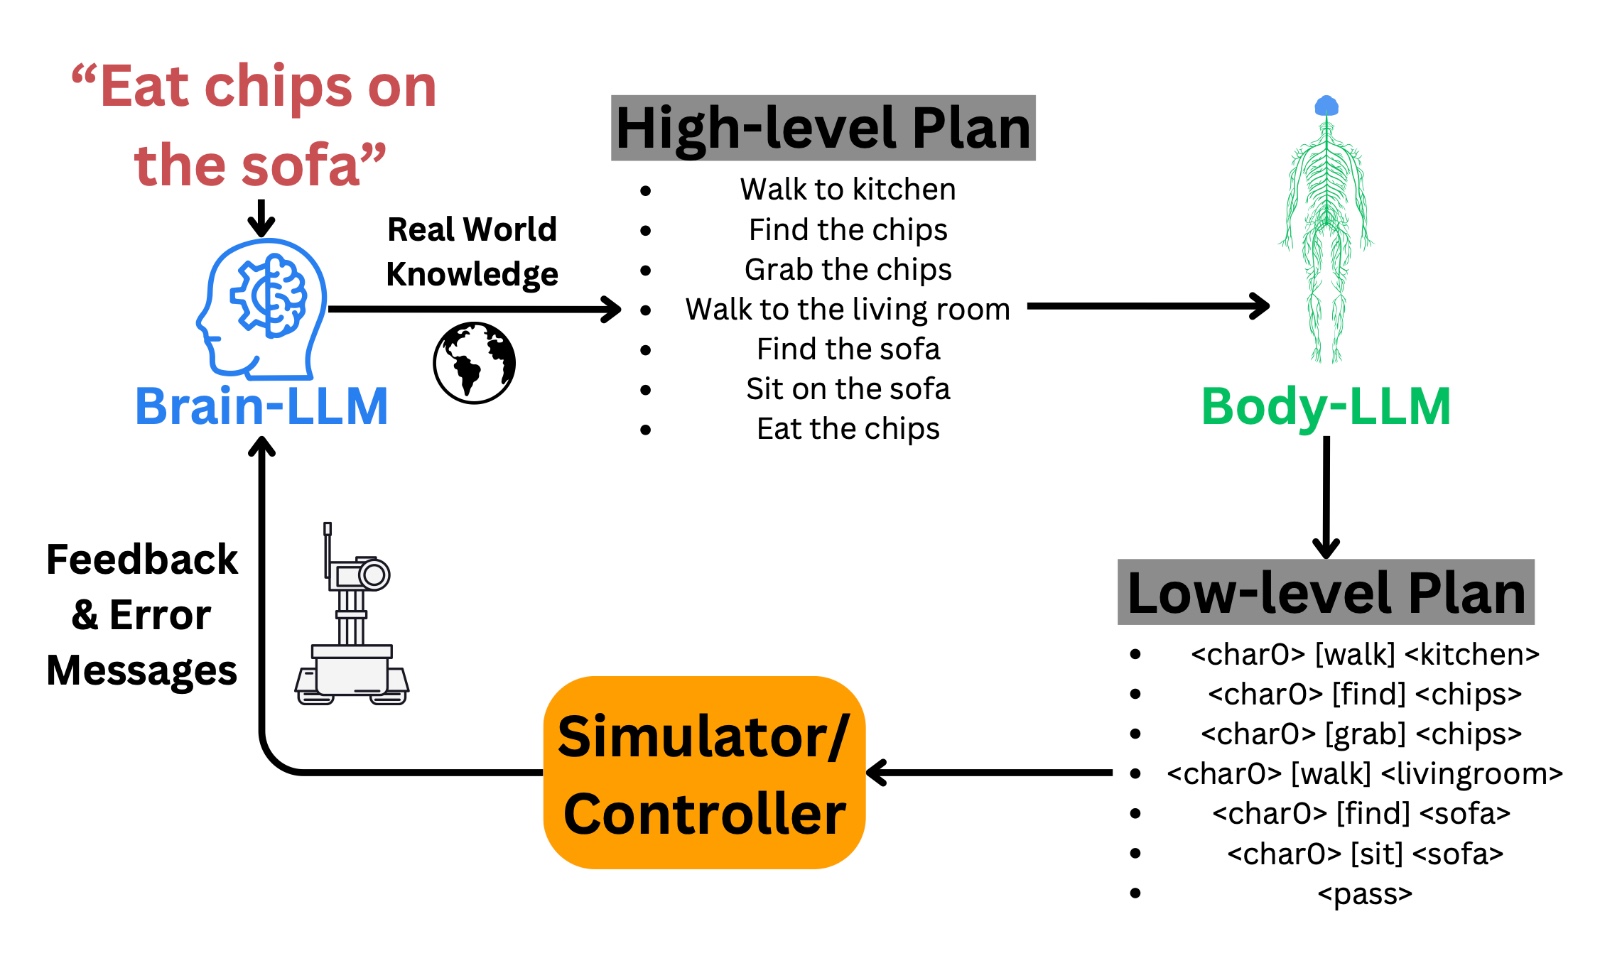 “Eat chips on
the sofa”
Brain-LLM
Real World
Knowledge
High-level Plan
• Walk to kitchen
• Find the chips
• Grab the chips
• Walk to the living room
• Find the sofa
• Sit on the sofa
• Eat the chips
Body-LLM
Low-level Plan
• <char0> [walk] <kitchen>
• <char0> [find] <chips>
• <char0> [grab] <chips>
• <char0> [walk] <livingroom>
• <char0> [find] <sofa>
• <char0> [sit] <sofa>
• <pass>
Simulator/
Controller
Feedback
& Error
Messages